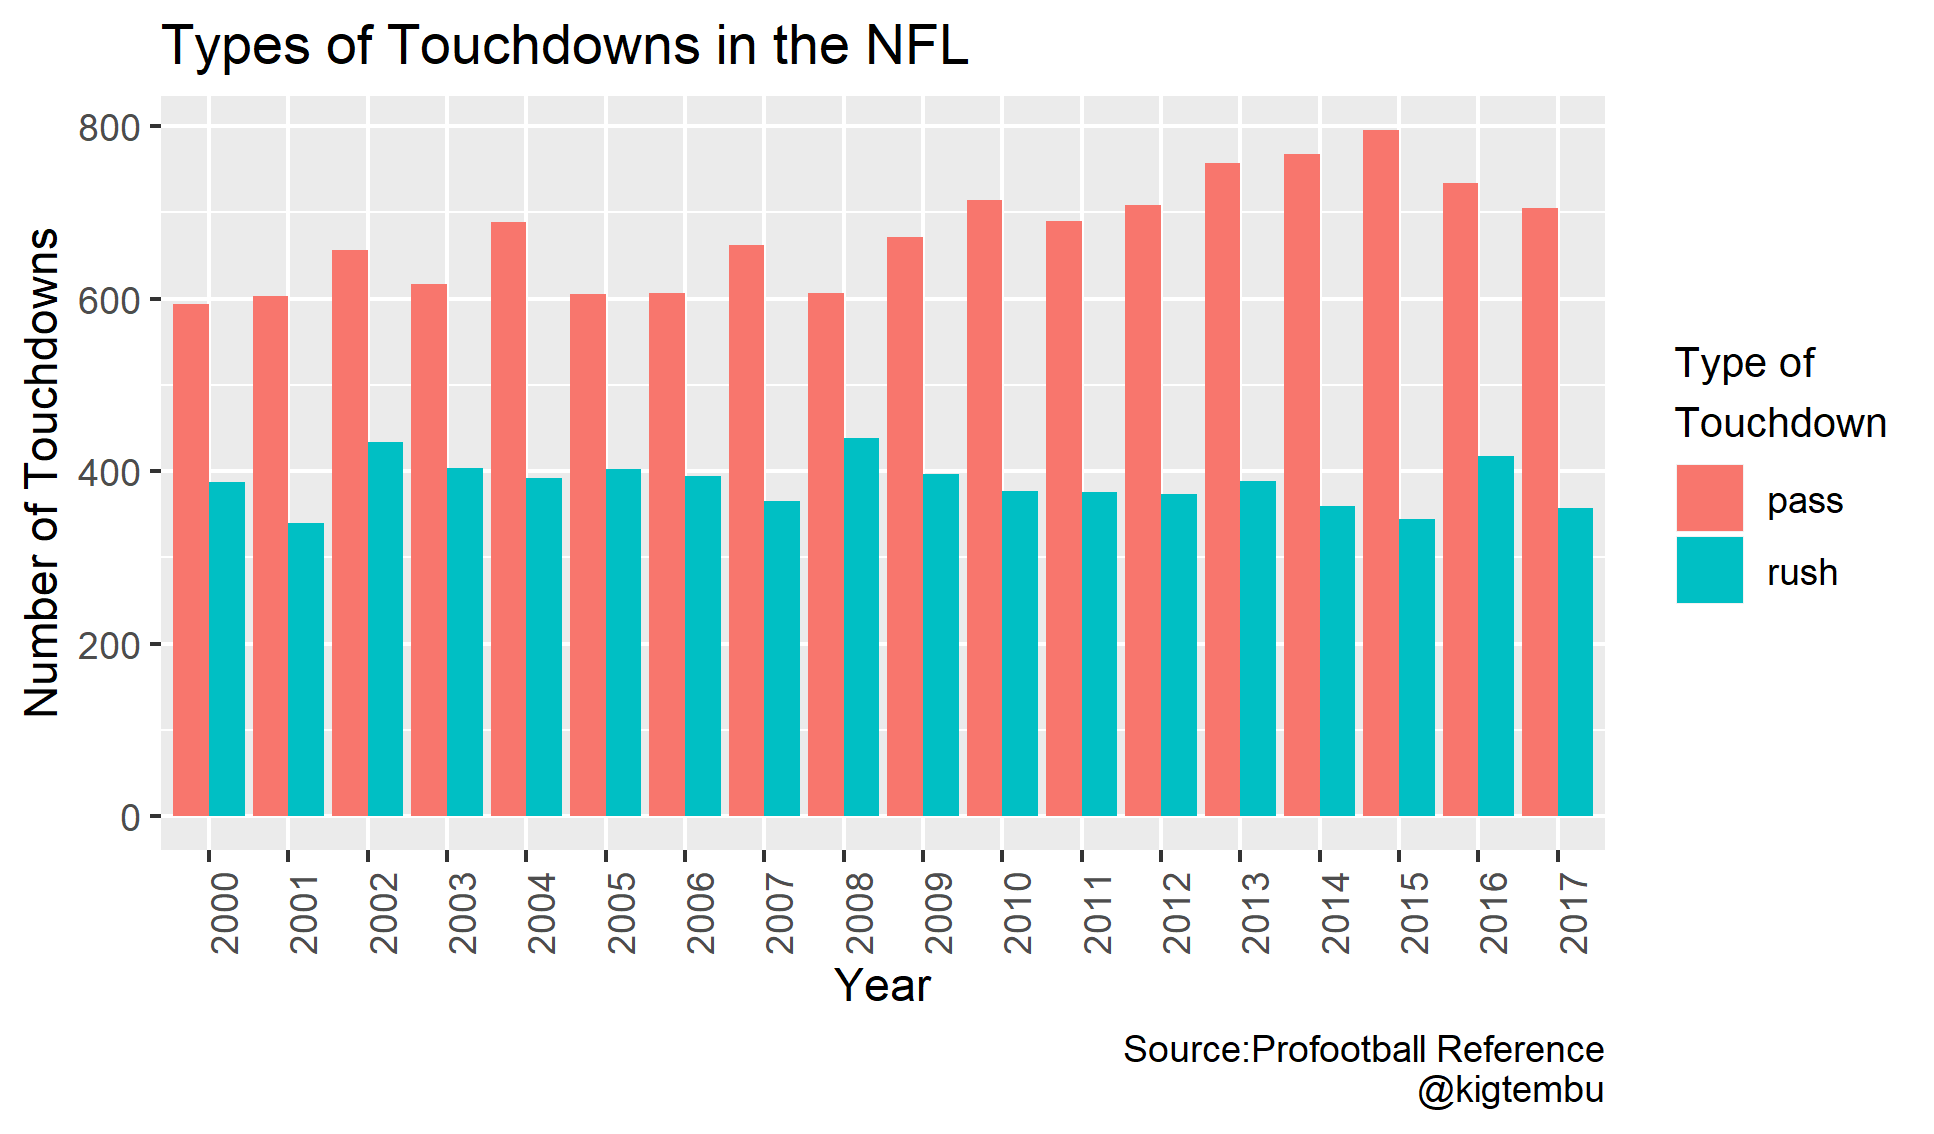 Types of Touchdowns in the NFL
Number of Touchdowns
800
600
400
200
0
2000
2001
2002
2003
2004
2005
2006
2007
2008
2009
2010
2011
2012
2013
2014
2015
2016
2017
Year
Type of
Touchdown
pass
rush
Source:Profootball Reference
@kigtembu